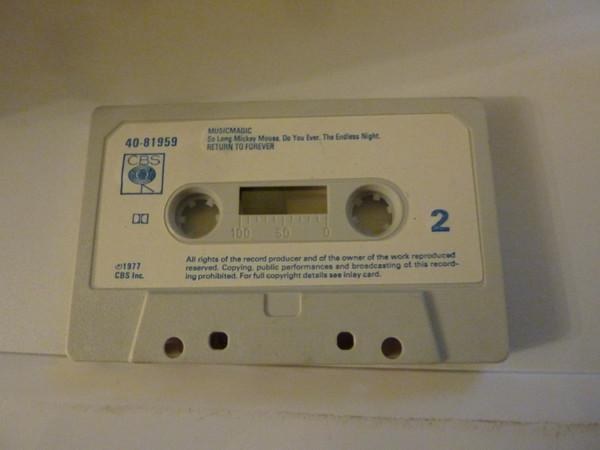 40-81959
MUSICMAGIC
So Long Mickey Mouse. Do You Ever. The Endless Night.
RETURN TO FOREVER
CBS
2
100 50 0
℗1977
CBS Inc.
All rights of the record producer and of the owner of the work reproduced
reserved. Copying, public performances and broadcasting of this record-
ing prohibited. For full copyright details see inlay card.